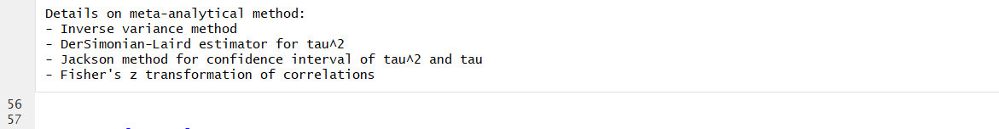 Details on meta-analytical method:
- Inverse variance method
- DerSimonian-Laird estimator for tau^2
- Jackson method for confidence interval of tau^2 and tau
- Fisher's z transformation of correlations
56
57